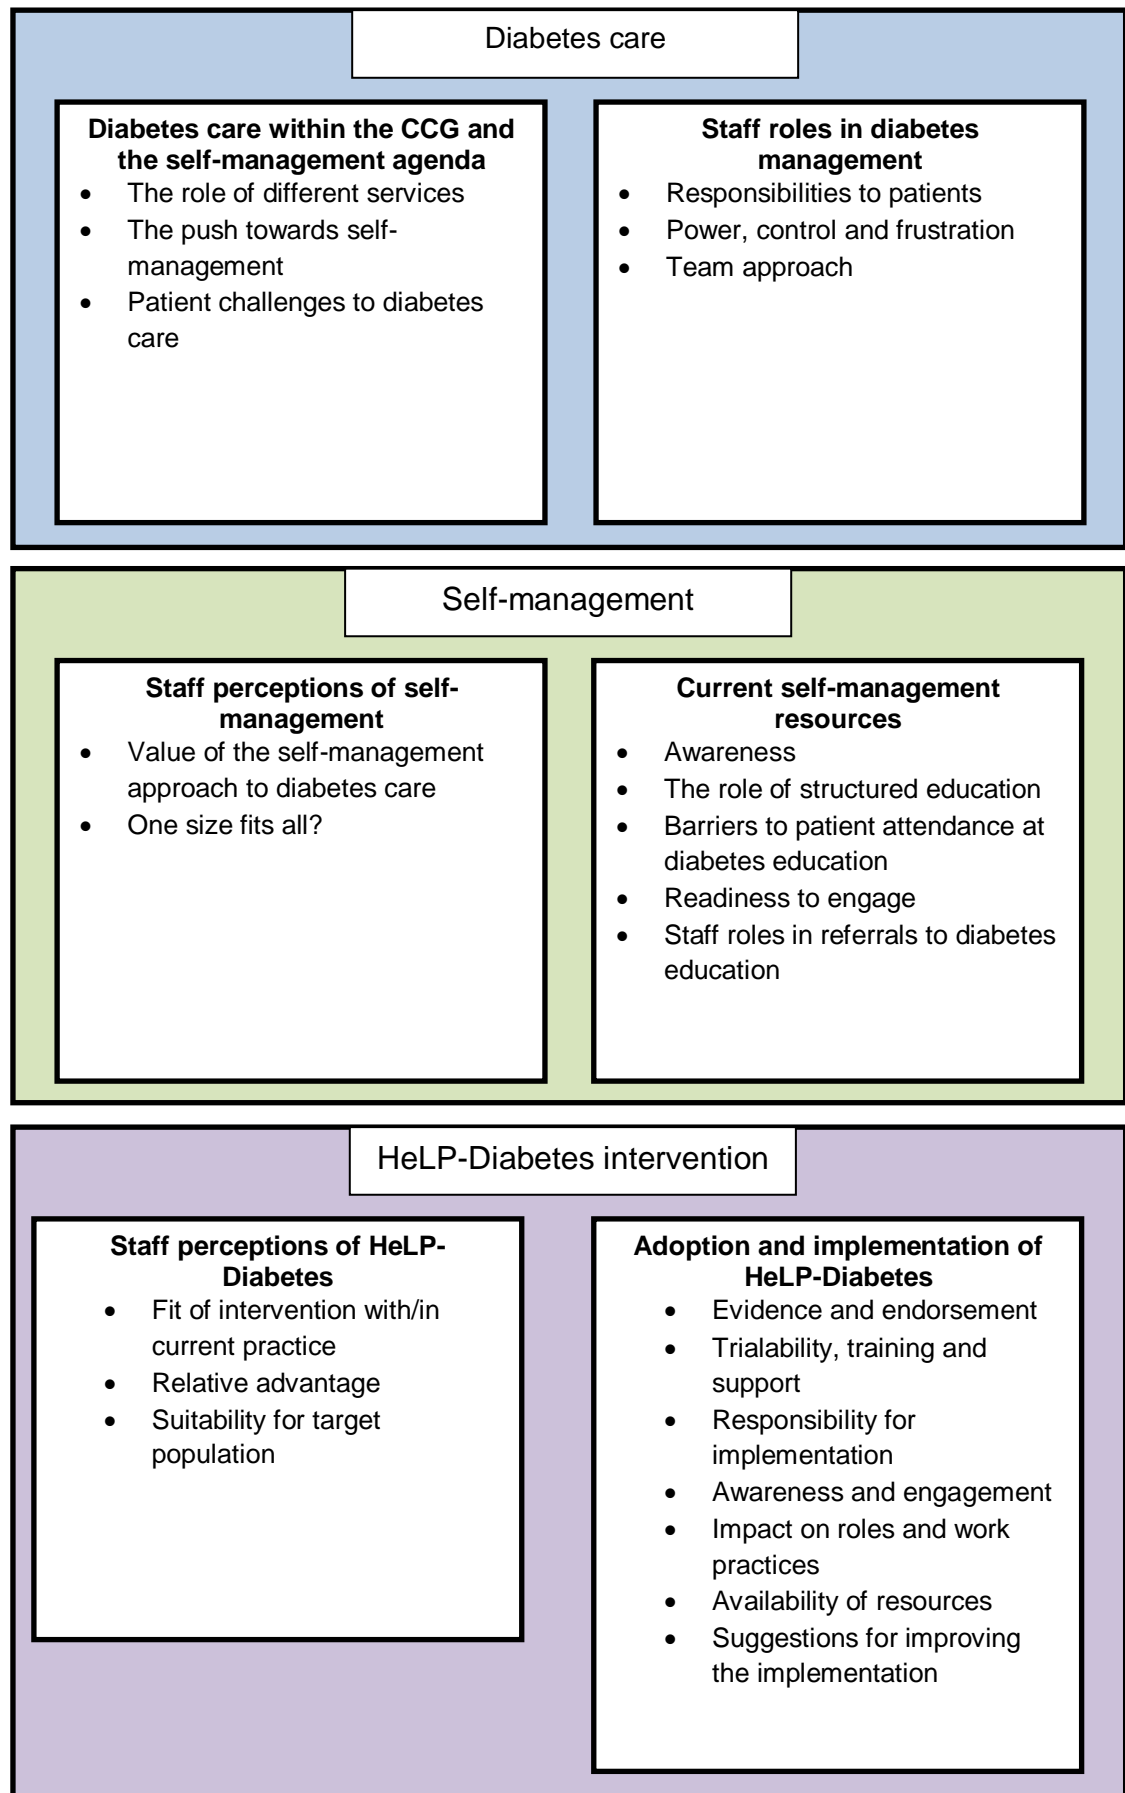 Diabetes care
Diabetes care within the CCG and
the self-management agenda
• The role of different services
• The push towards self-
management
• Patient challenges to diabetes
care
Staff roles in diabetes
management
• Responsibilities to patients
• Power, control and frustration
• Team approach
Self-management
Staff perceptions of self-
management
• Value of the self-management
approach to diabetes care
• One size fits all?
Current self-management
resources
• Awareness
• The role of structured education
• Barriers to patient attendance at
diabetes education
• Readiness to engage
• Staff roles in referrals to diabetes
education
HeLP-Diabetes intervention
Staff perceptions of HeLP-
Diabetes
• Fit of intervention with/in
current practice
• Relative advantage
• Suitability for target
population
Adoption and implementation of
HeLP-Diabetes
• Evidence and endorsement
• Trialability, training and
support
• Responsibility for
implementation
• Awareness and engagement
• Impact on roles and work
practices
• Availability of resources
• Suggestions for improving
the implementation